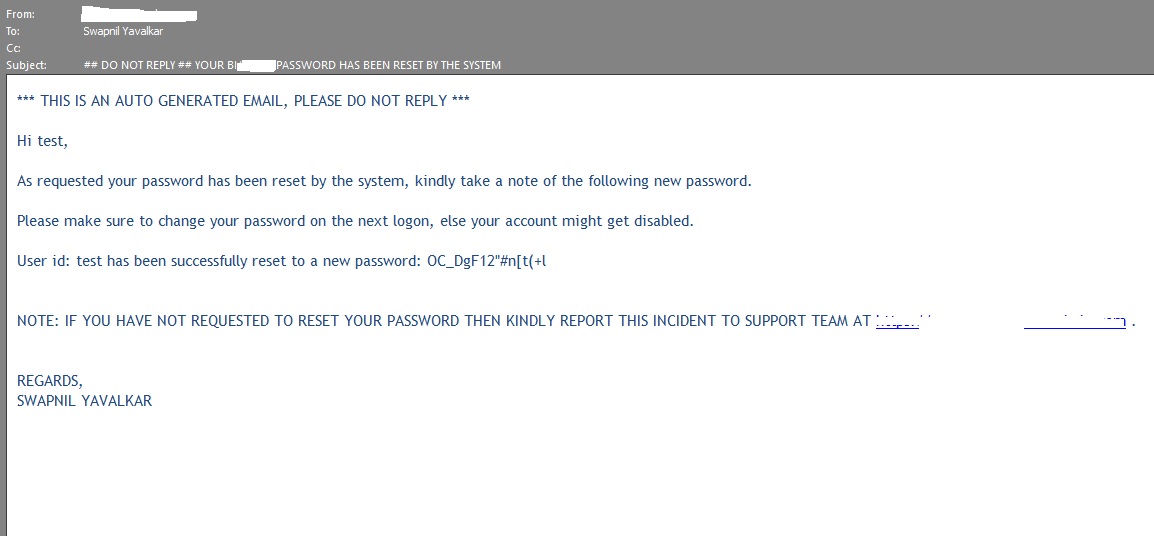 From:
To: Swapnil Yavalkar
Cc:
Subject: ## DO NOT REPLY ## YOUR PASSWORD HAS BEEN RESET BY THE SYSTEM
*** THIS IS AN AUTO GENERATED EMAIL, PLEASE DO NOT REPLY ***
Hi test,
As requested your password has been reset by the system, kindly take a note of the following new password.
Please make sure to change your password on the next logon, else your account might get disabled.
User id: test has been successfully reset to a new password: OC_DgF12"#n[t(+l
NOTE: IF YOU HAVE NOT REQUESTED TO RESET YOUR PASSWORD THEN KINDLY REPORT THIS INCIDENT TO SUPPORT TEAM AT .
REGARDS,
SWAPNIL YAVALKAR